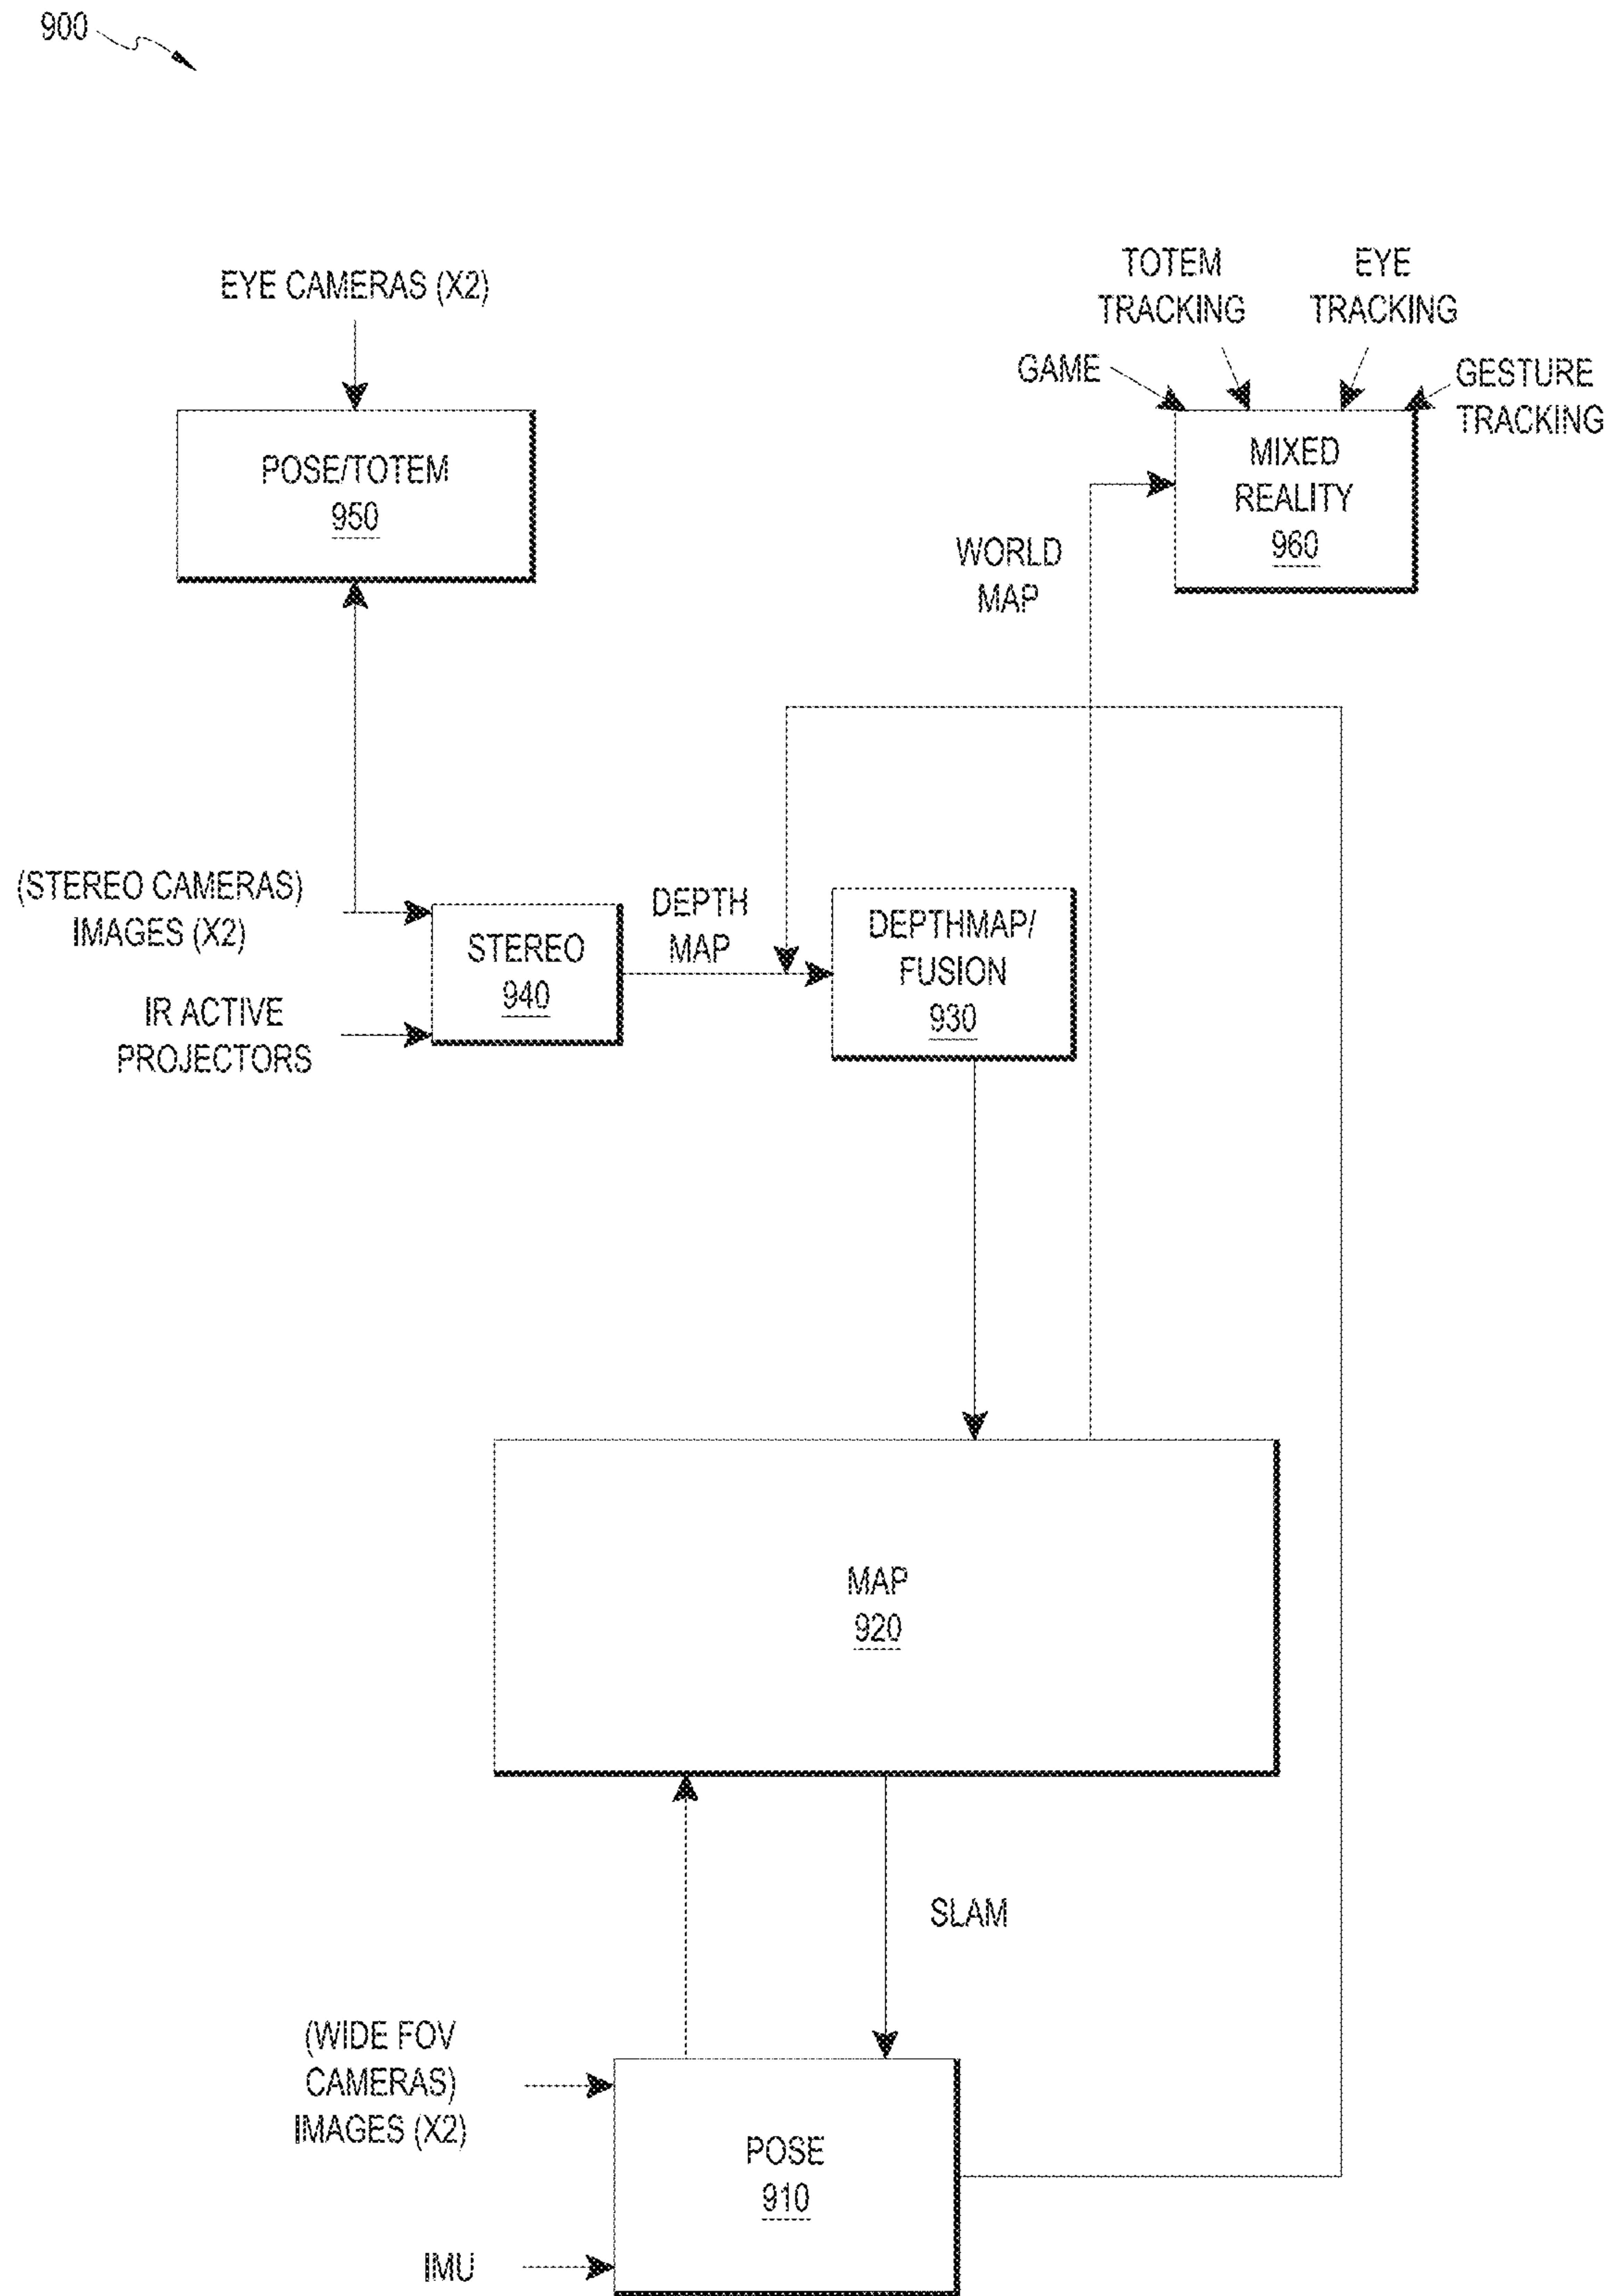 900
EYE CAMERAS (X2)
POSE/TOTEM
950
TOTEM
TRACKING
EYE
TRACKING
GAME
GESTURE
TRACKING
MIXED
REALITY
960
WORLD
MAP
(STEREO CAMERAS)
IMAGES (X2)
IR ACTIVE
PROJECTORS
STEREO
940
DEPTH
MAP
DEPTHMAP/
FUSION
930
MAP
920
SLAM
(WIDE FOV
CAMERAS)
IMAGES (X2)
IMU
POSE
910